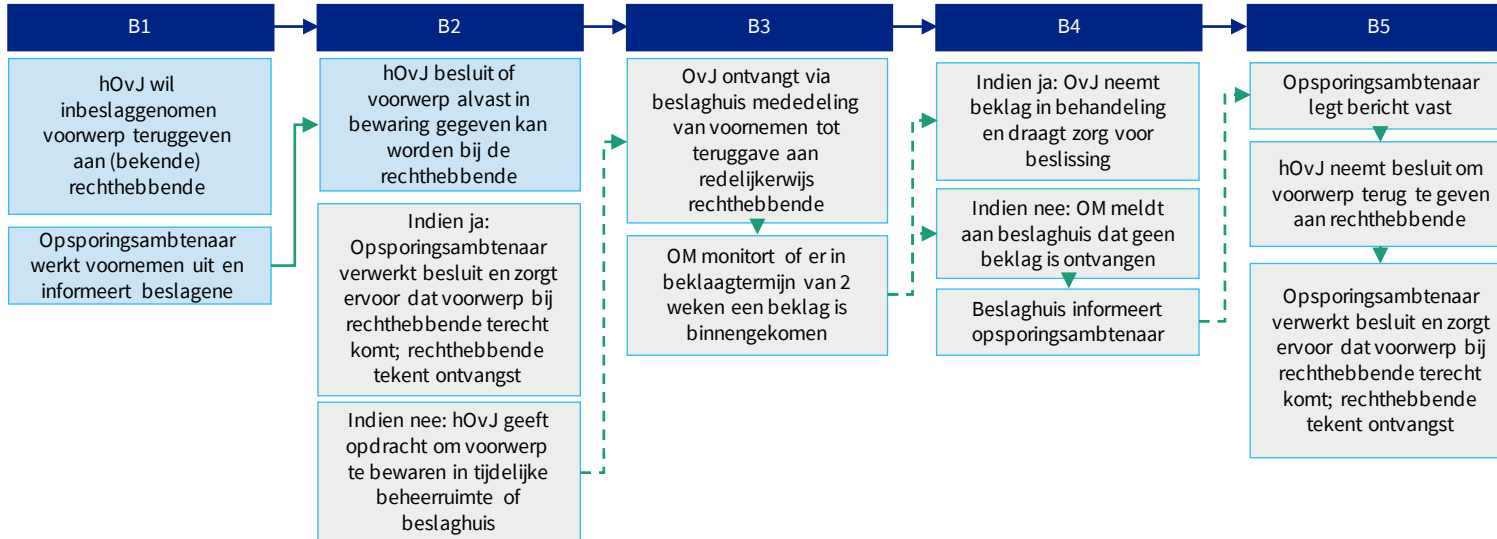 B1
hOvJ wil
inbeslaggenomen
voorwerp teruggeven
aan (bekende)
rechthebbende
Opsporingsambtenaar
werkt voornemen uit en
informeert beslagene
B2
hOvJ besluit of
voorwerp alvast in
bewaring gegeven kan
worden bij de
rechthebbende
Indien ja:
Opsporingsambtenaar
verwerkt besluit en zorgt
ervoor dat voorwerp bij
rechthebbende terecht
komt; rechthebbende
tekent ontvangst
Indien nee: hOvJ geeft
opdracht om voorwerp
te bewaren in tijdelijke
beheerruimte of
beslaghuis
B3
OvJ ontvangt via
beslaghuis mededeling
van voornemen tot
teruggave aan
redelijkerwijs
rechthebbende
OM monitort of er in
beklaagtermijn van 2
weken een beklag is
binnengekomen
B4
Indien ja: OvJ neemt
beklag in behandeling
en draagt zorg voor
beslissing
Indien nee: OM meldt
aan beslaghuis dat geen
beklag is ontvangen
Beslaghuis informeert
opsporingsambtenaar
B5
Opsporingsambtenaar
legt bericht vast
hOvJ neemt besluit om
voorwerp terug te geven
aan rechthebbende
Opsporingsambtenaar
verwerkt besluit en zorgt
ervoor dat voorwerp bij
rechthebbende terecht
komt; rechthebbende
tekent ontvangst